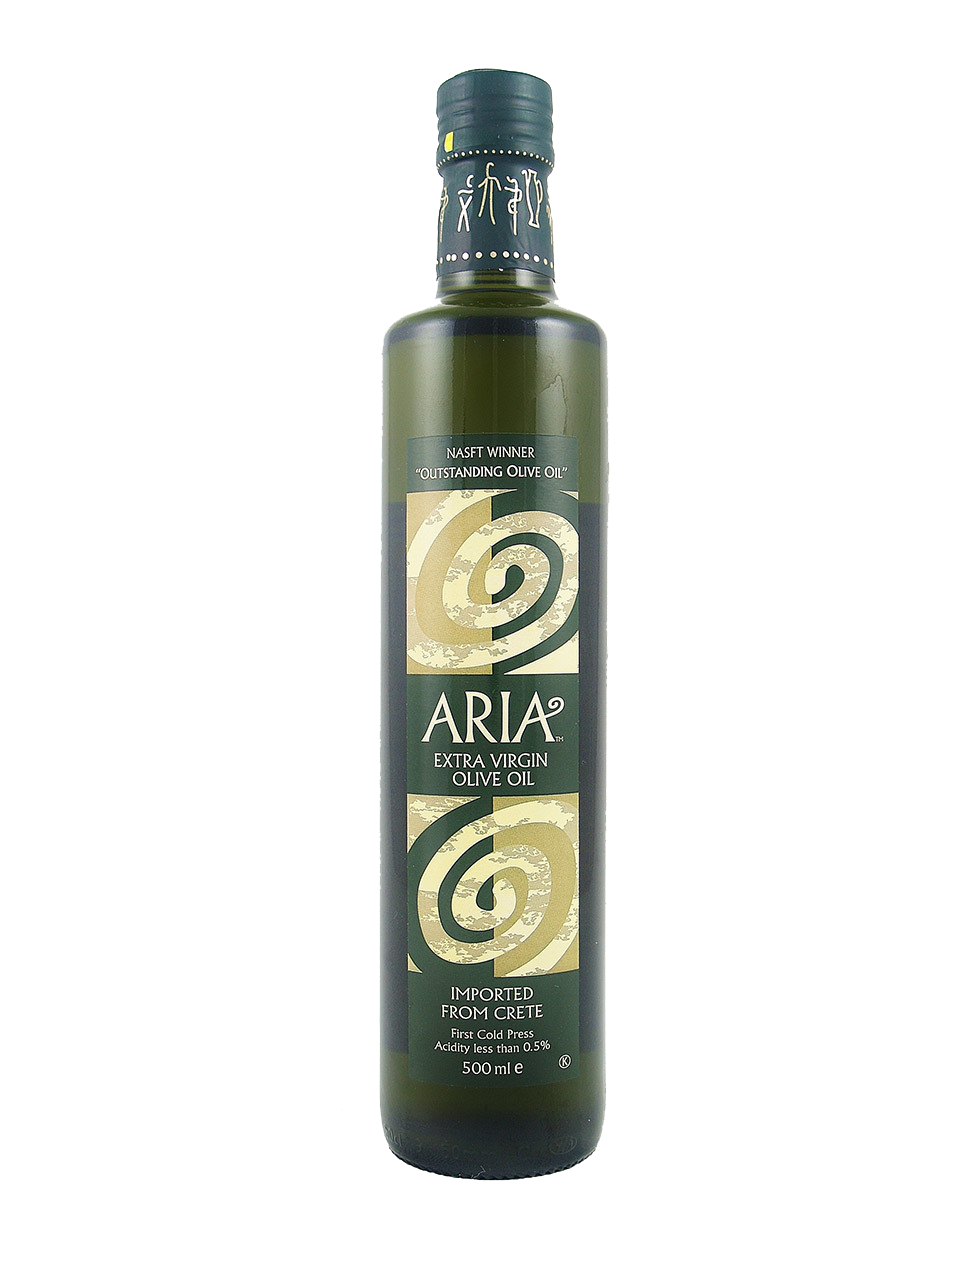 NASFT WINNER
"OUTSTANDING OLIVE OIL"
ARIA™
EXTRA VIRGIN
OLIVE OIL
IMPORTED
FROM CRETE
First Cold Press
Acidity less than 0.5%
500 ml e
Ⓚ